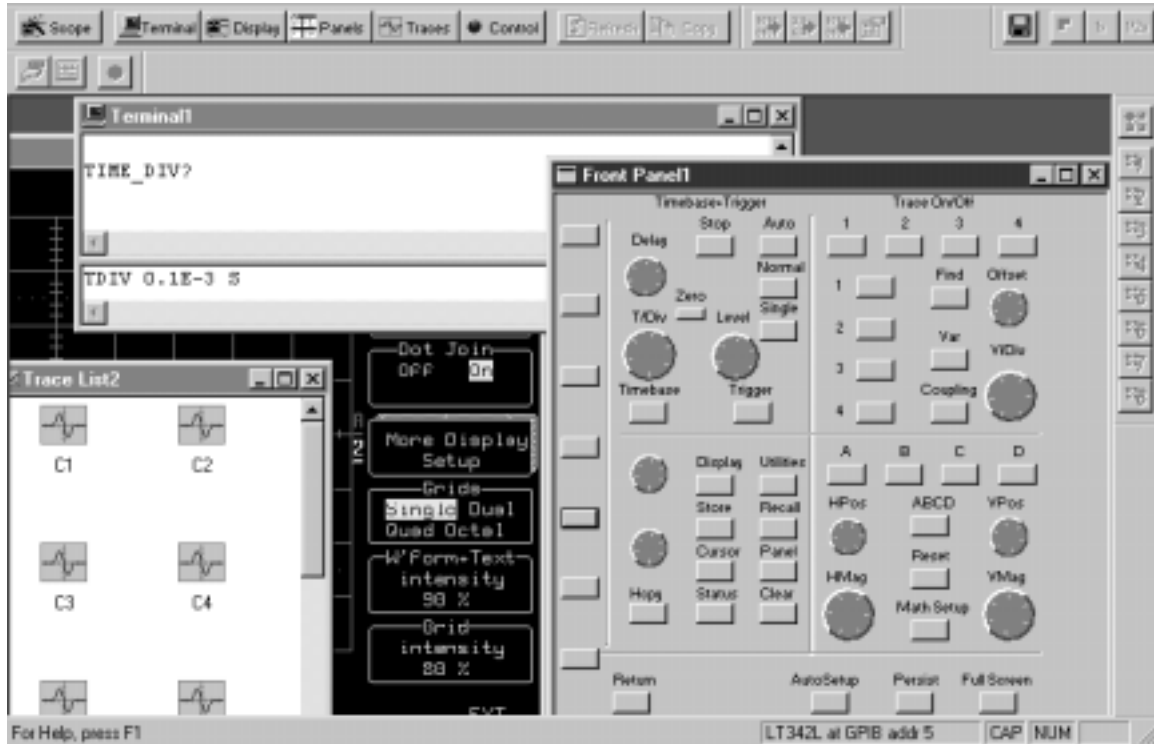 Scope Terminal Display Panels Traces Control Refresh Copy
Terminal1
TIME_DIV?
TDIV 0.1E-3 S
Front Panel1
Timebase+Trigger
Trace On/Off
Stop Auto 1 2 3 4
Delay
Normal
1 Find Offset
Zero
Single
T/Div Level
2 Var V/Div
3
Timebase Trigger
Coupling
4
Trace List2
C1 C2
C3 C4
Dot Join
Off On
More Display
Setup
Grids
Single Dual
Quad Octal
W'Form+Text
intensity
90 %
Grid
intensity
80 %
EXT
A B C D
Display Utilities
HPos ABCD VPos
Store Recall
Cursor Panel
Reset
HMag VMag
Status Clear
Math Setup
Return AutoSetup Persist Full Screen
For Help, press F1
LT342L at GPIB addr 5
CAP NUM